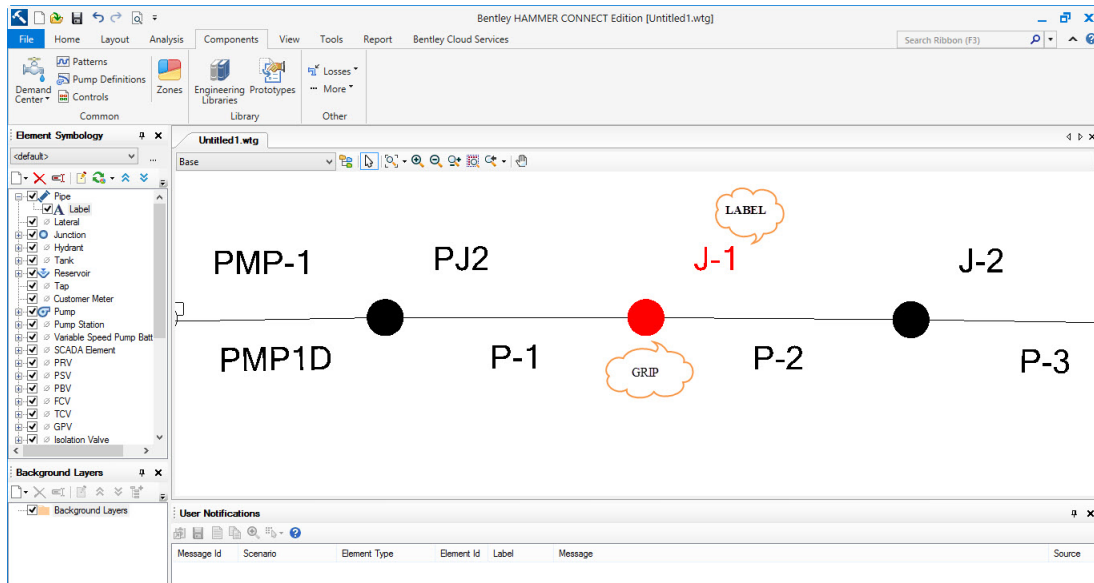 Bentley HAMMER CONNECT Edition [Untitled1.wtg]
File Home Layout Analysis Components View Tools Report Bentley Cloud Services Search Ribbon (F3)
Demand Center
Patterns
Pump Definitions
Controls
Zones
Common
Engineering Libraries
Prototypes
Library
Losses
More
Other
Element Symbology
<default>
...
Pipe
A Label
Lateral
Junction
Hydrant
Tank
Reservoir
Tap
Customer Meter
Pump
Pump Station
Variable Speed Pump Batt
SCADA Element
PRV
PSV
PBV
FCV
TCV
GPV
Isolation Valve
Background Layers
Background Layers
Untitled1.wtg
Base
LABEL
PMP-1 PJ2 J-1 J-2
PMP1D P-1 GRIP P-2 P-3
User Notifications
Message Id Scenario Element Type Element Id Label Message Source